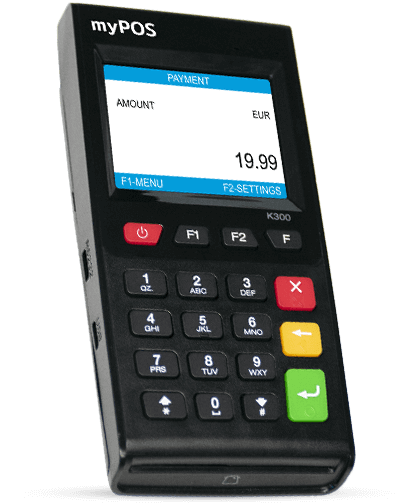 myPOS
PAYMENT
AMOUNT
EUR
19.99
F1-MENU F2-SETTINGS
K300
F1 F2 F
1 2 3
QZ. ABC DEF
4 5 6
GHI JKL MNO
7 8 9
PRS TUV WXY
* 0 #